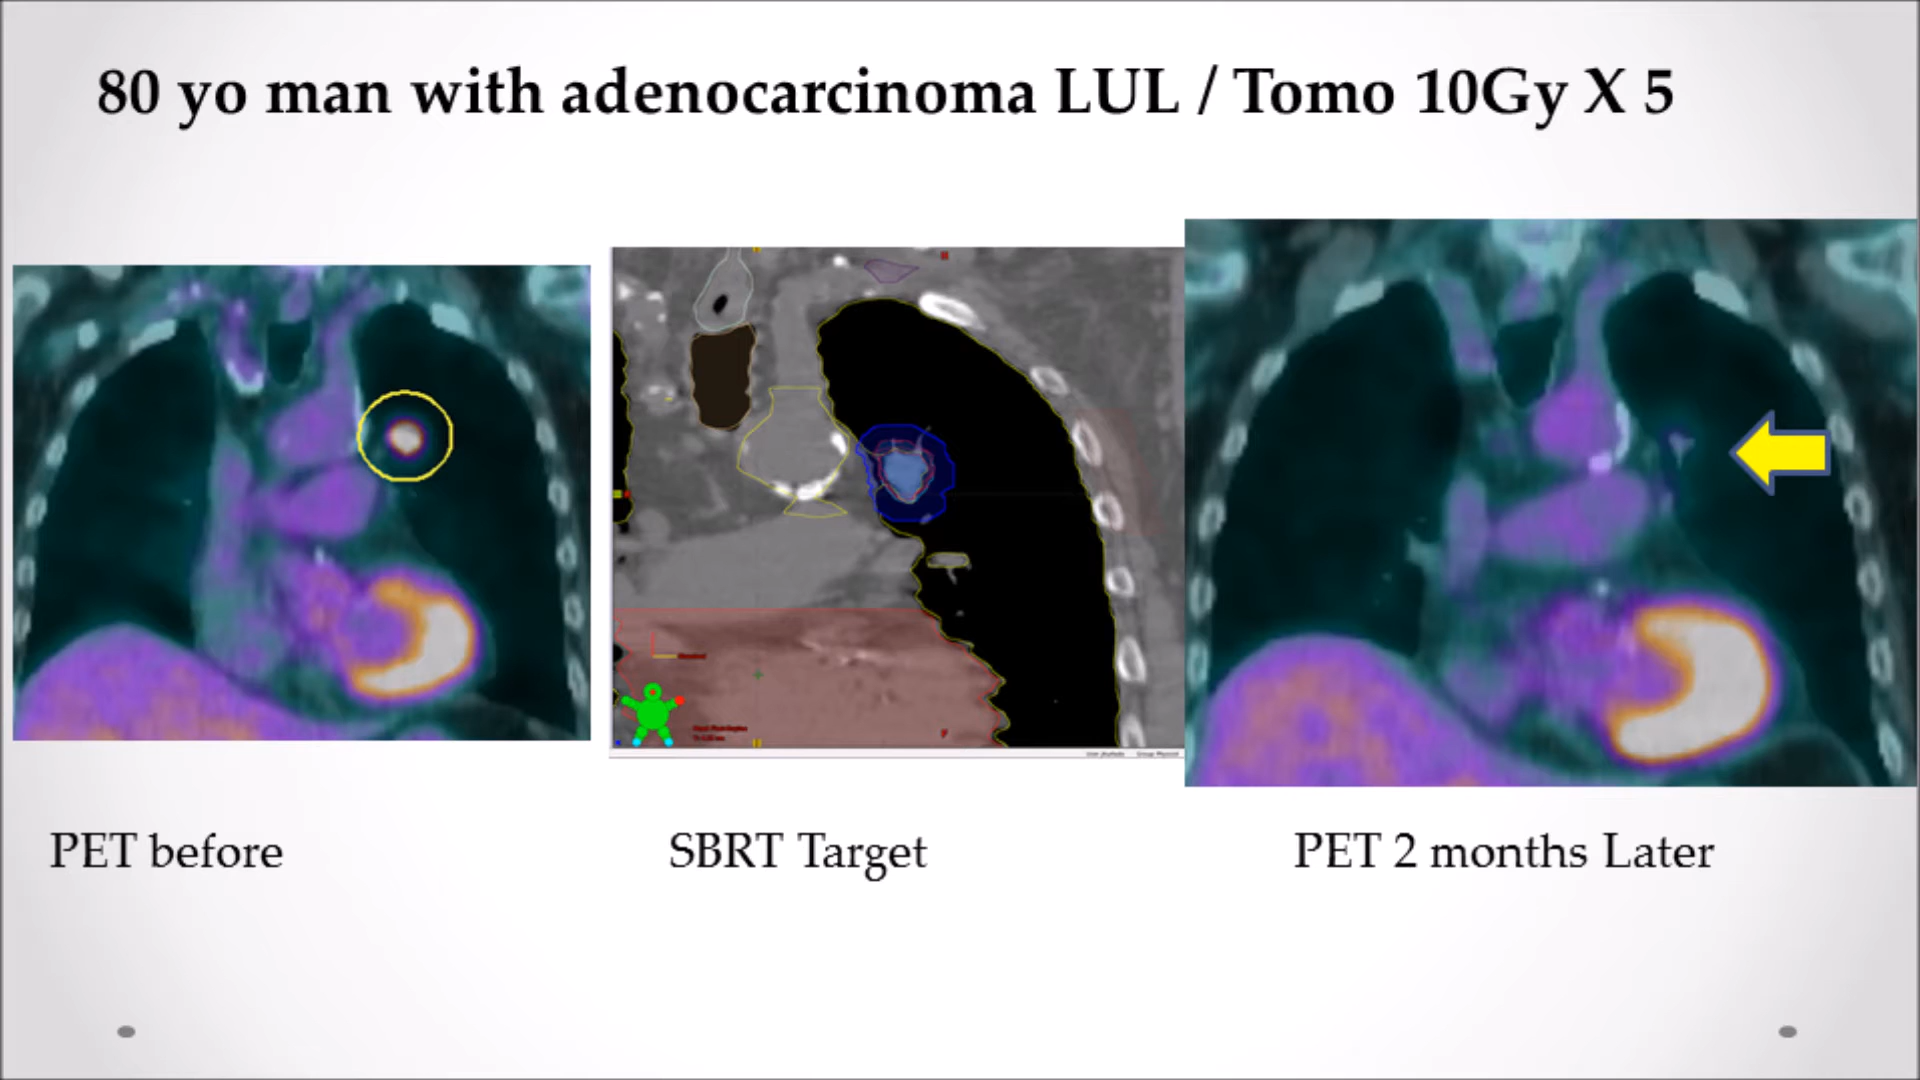 80 yo man with adenocarcinoma LUL / Tomo 10Gy X 5
PET before
SBRT Target
PET 2 months Later